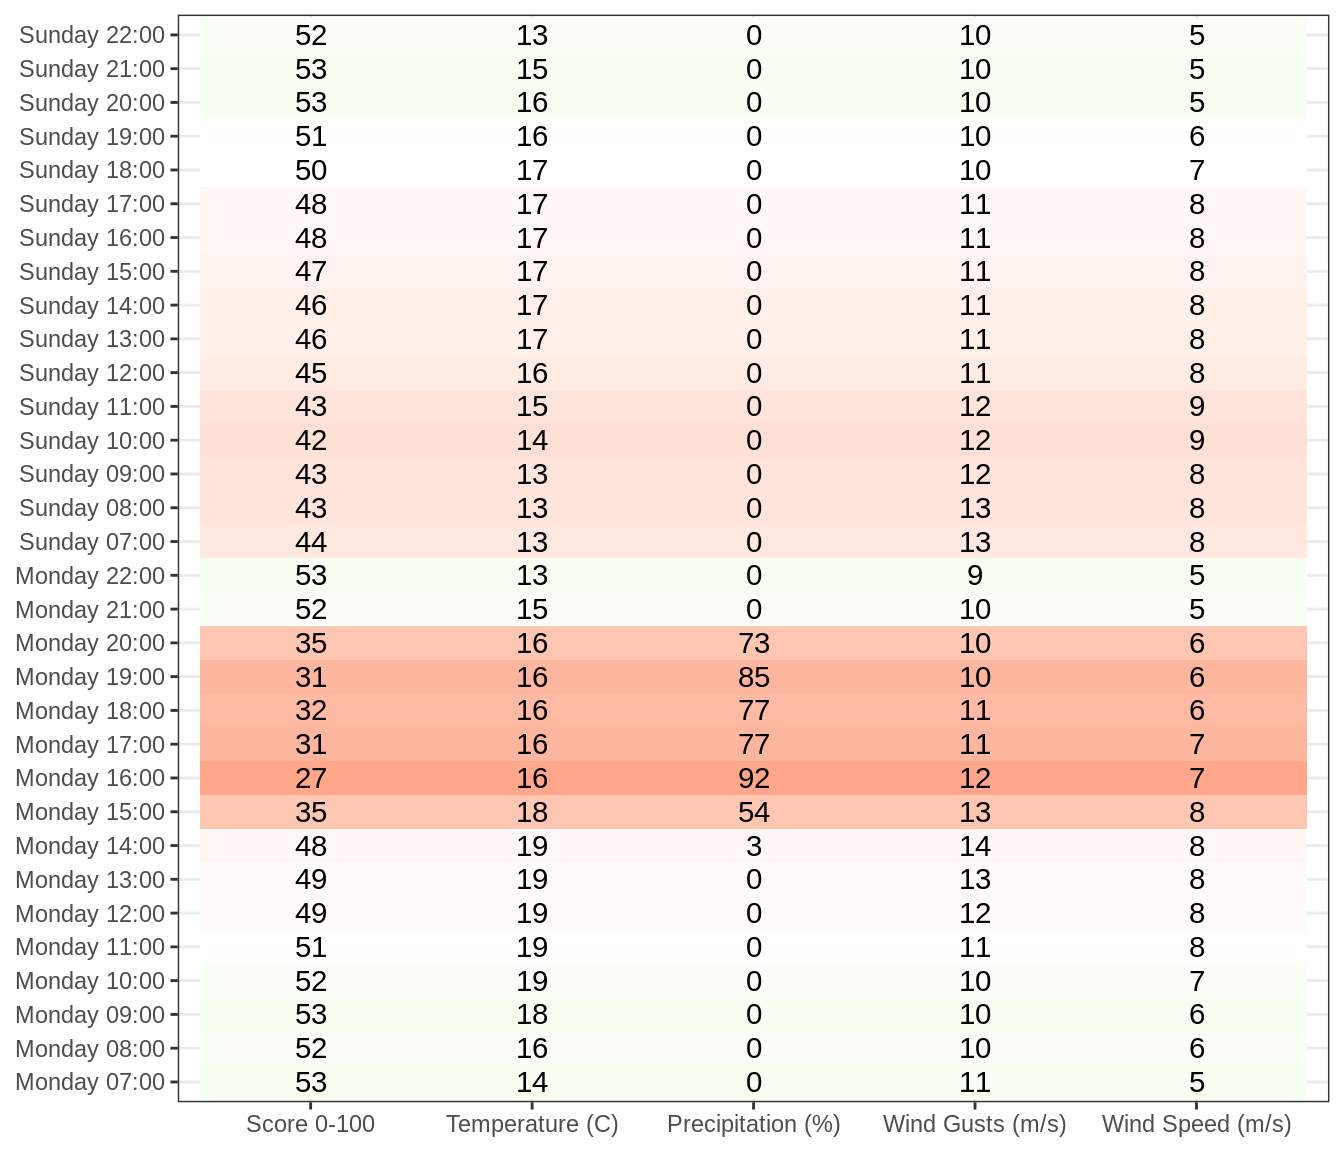 Sunday 22:00 52 13 0 10 5
Sunday 21:00 53 15 0 10 5
Sunday 20:00 53 16 0 10 5
Sunday 19:00 51 16 0 10 6
Sunday 18:00 50 17 0 10 7
Sunday 17:00 48 17 0 11 8
Sunday 16:00 48 17 0 11 8
Sunday 15:00 47 17 0 11 8
Sunday 14:00 46 17 0 11 8
Sunday 13:00 46 17 0 11 8
Sunday 12:00 45 16 0 11 8
Sunday 11:00 43 15 0 12 9
Sunday 10:00 42 14 0 12 9
Sunday 09:00 43 13 0 12 8
Sunday 08:00 43 13 0 13 8
Sunday 07:00 44 13 0 13 8
Monday 22:00 53 13 0 9 5
Monday 21:00 52 15 0 10 5
Monday 20:00 35 16 73 10 6
Monday 19:00 31 16 85 10 6
Monday 18:00 32 16 77 11 6
Monday 17:00 31 16 77 11 7
Monday 16:00 27 16 92 12 7
Monday 15:00 35 18 54 13 8
Monday 14:00 48 19 3 14 8
Monday 13:00 49 19 0 13 8
Monday 12:00 49 19 0 12 8
Monday 11:00 51 19 0 11 8
Monday 10:00 52 19 0 10 7
Monday 09:00 53 18 0 10 6
Monday 08:00 52 16 0 10 6
Monday 07:00 53 14 0 11 5
Score 0-100 Temperature (C) Precipitation (%) Wind Gusts (m/s) Wind Speed (m/s)